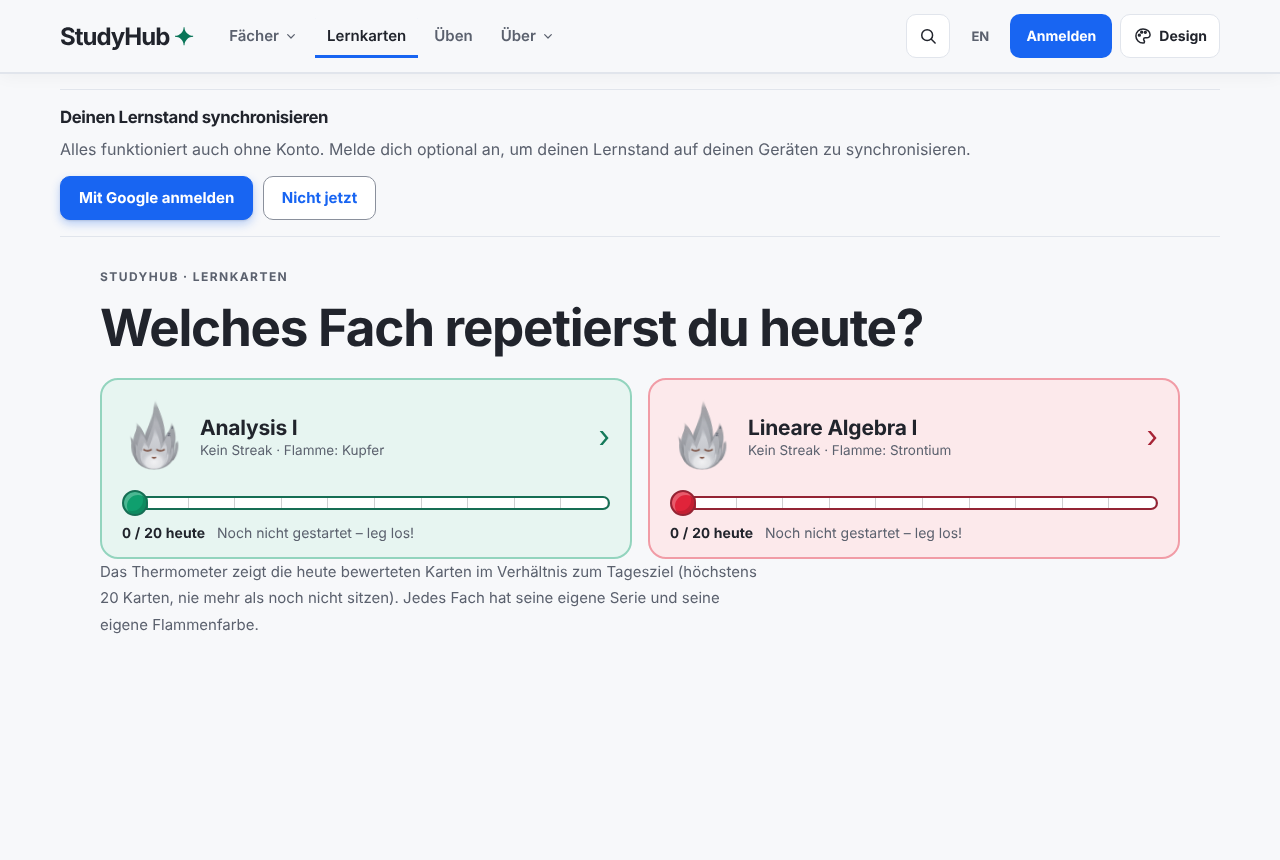 StudyHub
Fächer
Lernkarten
Üben
Über
EN
Anmelden
Design
Deinen Lernstand synchronisieren
Alles funktioniert auch ohne Konto. Melde dich optional an, um deinen Lernstand auf deinen Geräten zu synchronisieren.
Mit Google anmelden
Nicht jetzt
STUDYHUB · LERNKARTEN
Welches Fach repetierst du heute?
Analysis I
Kein Streak · Flamme: Kupfer
0 / 20 heute Noch nicht gestartet – leg los!
Lineare Algebra I
Kein Streak · Flamme: Strontium
0 / 20 heute Noch nicht gestartet – leg los!
Das Thermometer zeigt die heute bewerteten Karten im Verhältnis zum Tagesziel (höchstens
20 Karten, nie mehr als noch nicht sitzen). Jedes Fach hat seine eigene Serie und seine
eigene Flammenfarbe.